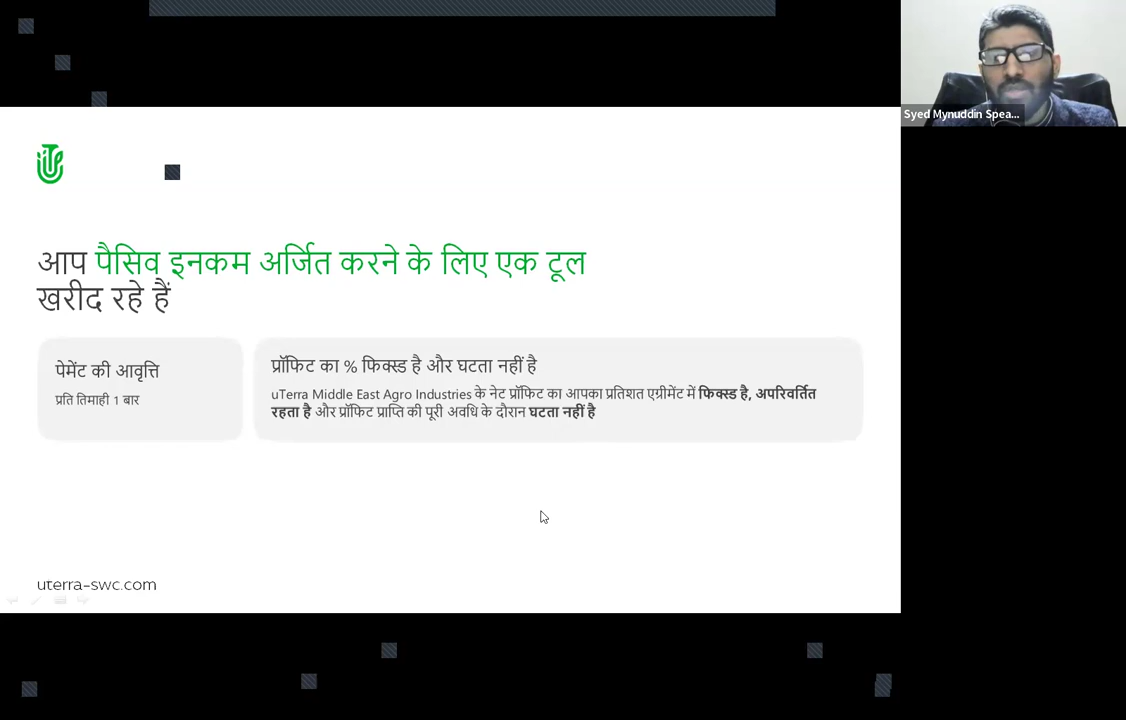 Syed Mynuddin Spea...
आप पैसिव इनकम अर्जित करने के लिए एक टूल
खरीद रहे हैं
पेमेंट की आवृत्ति
प्रति तिमाही 1 बार
प्रॉफिट का % फिक्स्ड है और घटता नहीं है
uTerra Middle East Agro Industries के नेट प्रॉफिट का आपका प्रतिशत एग्रीमेंट में फिक्स्ड है, अपरिवर्तित
रहता है और प्रॉफिट प्राप्ति की पूरी अवधि के दौरान घटता नहीं है
uterra-swc.com